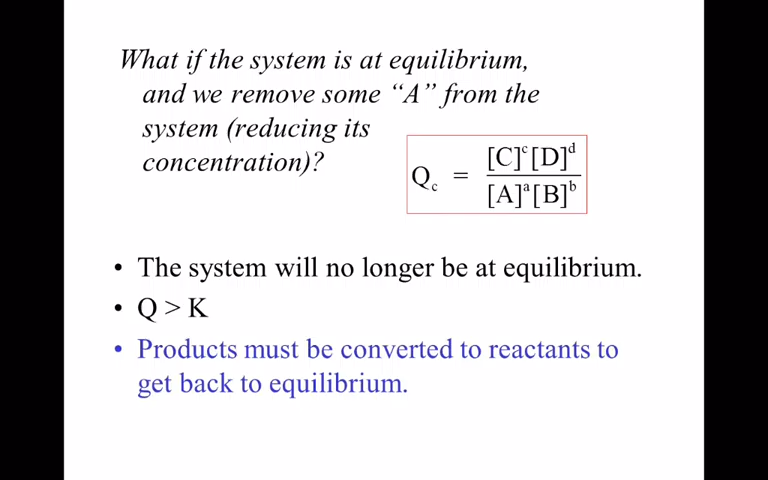 What if the system is at equilibrium,
and we remove some “A” from the
system (reducing its
concentration)?
Qc = [C]^c[D]^d / [A]^a[B]^b
• The system will no longer be at equilibrium.
• Q > K
• Products must be converted to reactants to
get back to equilibrium.